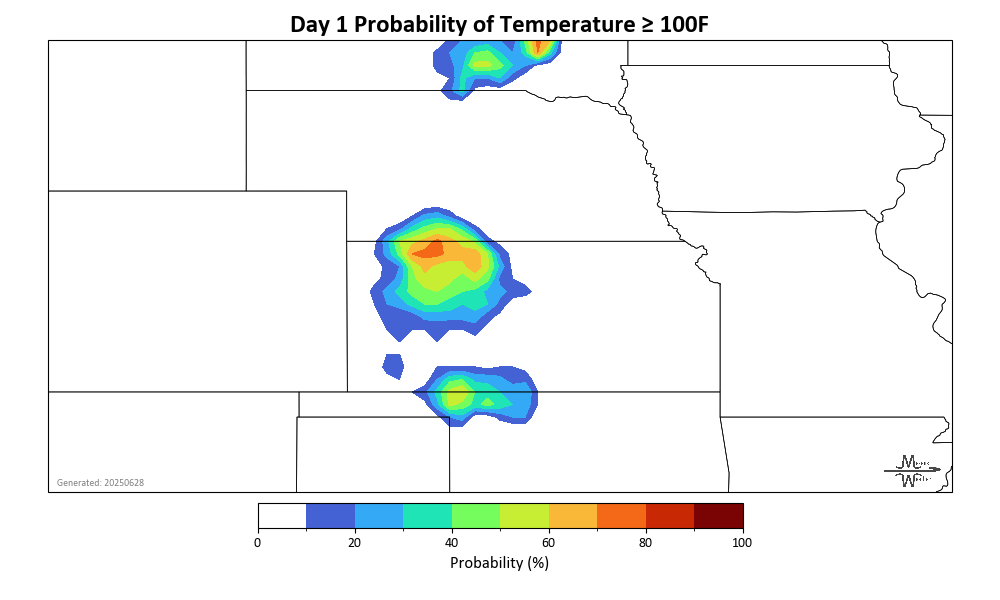 Day 1 Probability of Temperature ≥ 100F
Generated: 20250628
0 20 40 60 80 100
Probability (%)